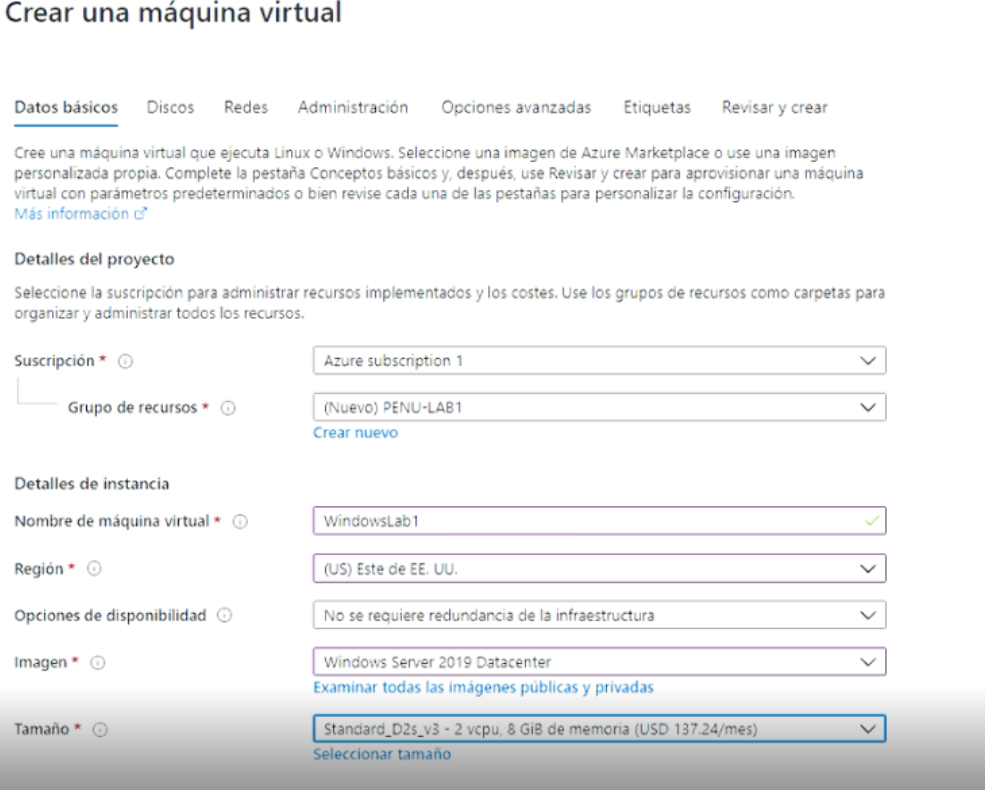 Crear una máquina virtual
Datos básicos Discos Redes Administración Opciones avanzadas Etiquetas Revisar y crear
Cree una máquina virtual que ejecuta Linux o Windows. Seleccione una imagen de Azure Marketplace o use una imagen
personalizada propia. Complete la pestaña Conceptos básicos y, después, use Revisar y crear para aprovisionar una máquina
virtual con parámetros predeterminados o bien revise cada una de las pestañas para personalizar la configuración.
Más información
Detalles del proyecto
Seleccione la suscripción para administrar recursos implementados y los costes. Use los grupos de recursos como carpetas para
organizar y administrar todos los recursos.
Suscripción * Azure subscription 1
Grupo de recursos * (Nuevo) PENU-LAB1
Crear nuevo
Detalles de instancia
Nombre de máquina virtual * WindowsLab1
Región * (US) Este de EE. UU.
Opciones de disponibilidad No se requiere redundancia de la infraestructura
Imagen * Windows Server 2019 Datacenter
Examinar todas las imágenes públicas y privadas
Tamaño * Standard_D2s_v3 - 2 vcpu, 8 GiB de memoria (USD 137.24/mes)
Seleccionar tamaño